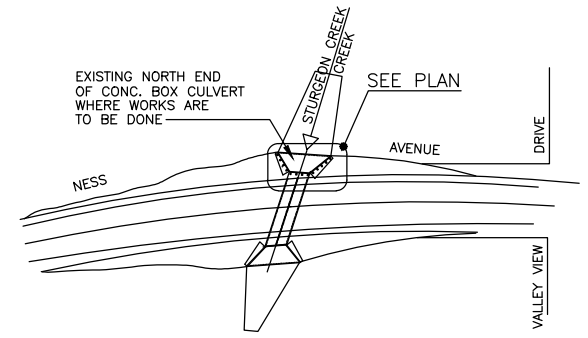 STURGEON CREEK
CREEK
EXISTING NORTH END
OF CONC. BOX CULVERT
WHERE WORKS ARE
TO BE DONE
SEE PLAN
NESS
AVENUE
DRIVE
VALLEY VIEW